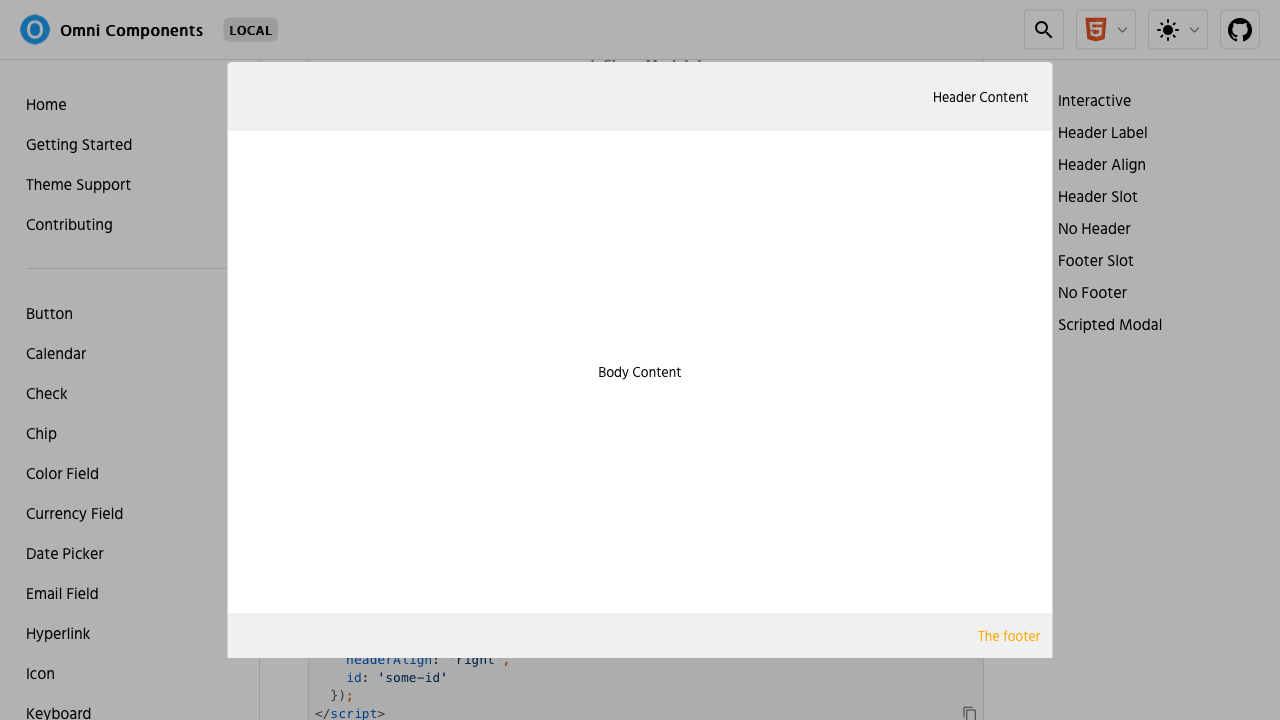 Omni Components LOCAL
Home
Getting Started
Theme Support
Contributing
Button
Calendar
Check
Chip
Color Field
Currency Field
Date Picker
Email Field
Hyperlink
Icon
Keyboard
Header Content
Body Content
The footer
headerAlign: 'right',
id: 'some-id'
});
</script>
Interactive
Header Label
Header Align
Header Slot
No Header
Footer Slot
No Footer
Scripted Modal